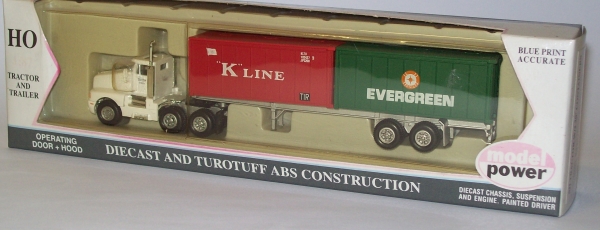 HO
TRACTOR
AND
TRAILER
OPERATING
DOOR + HOOD
"K" LINE
TIR
EVERGREEN
BLUE PRINT
ACCURATE
DIECAST AND TUROTUFF ABS CONSTRUCTION
model
power
DIECAST CHASSIS, SUSPENSION
AND ENGINE. PAINTED DRIVER